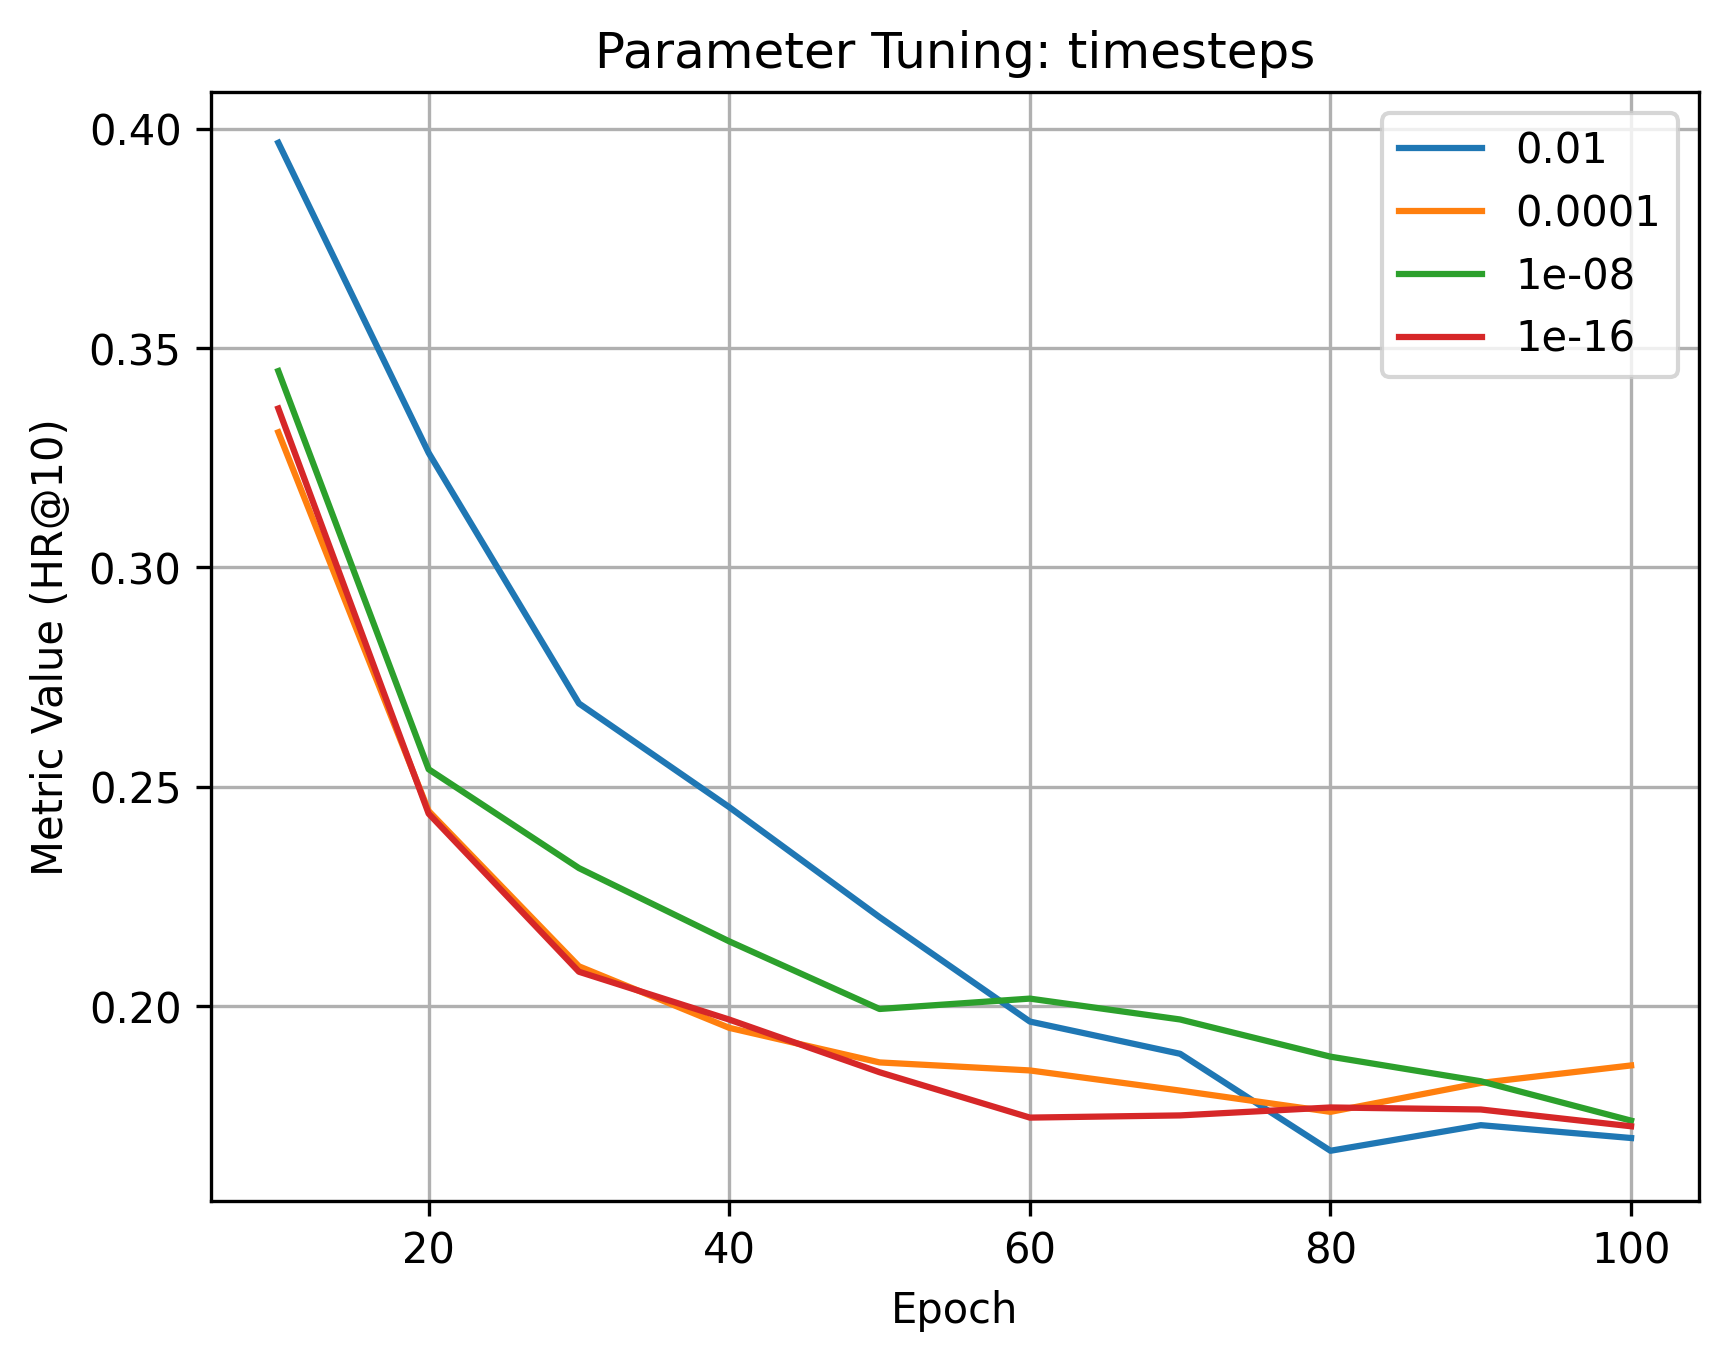 Parameter Tuning: timesteps
0.01
0.0001
1e-08
1e-16
0.40
0.35
0.30
0.25
0.20
Metric Value (HR@10)
20 40 60 80 100
Epoch